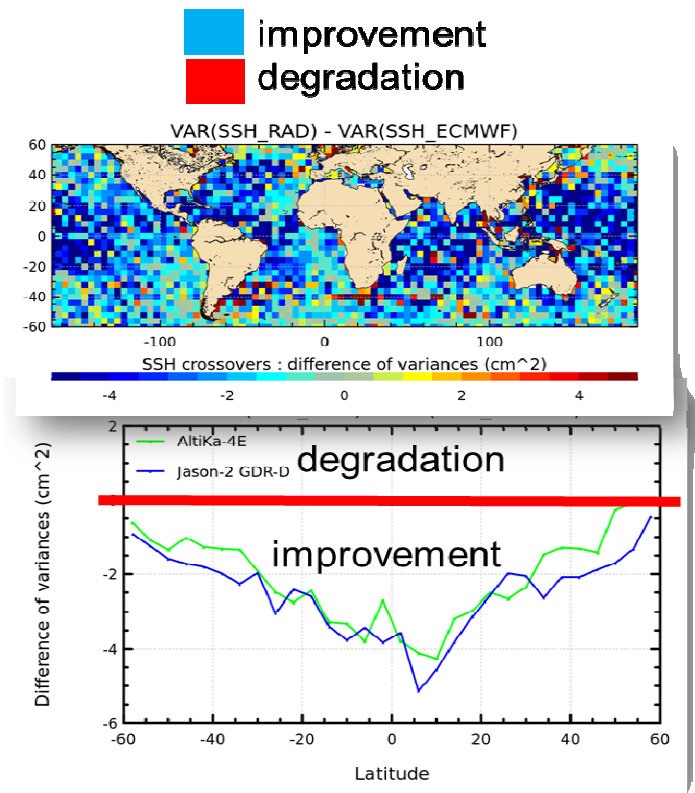 improvement
degradation
VAR(SSH_RAD) - VAR(SSH_ECMWF)
60
40
20
0
-20
-40
-60
-100 0 100
SSH crossovers : difference of variances (cm^2)
-4 -2 0 2 4
2
AltiKa-4E
degradation
Jason-2 GDR-D
improvement
-2
-4
-6
Difference of variances (cm^2)
-60 -40 -20 0 20 40 60
Latitude